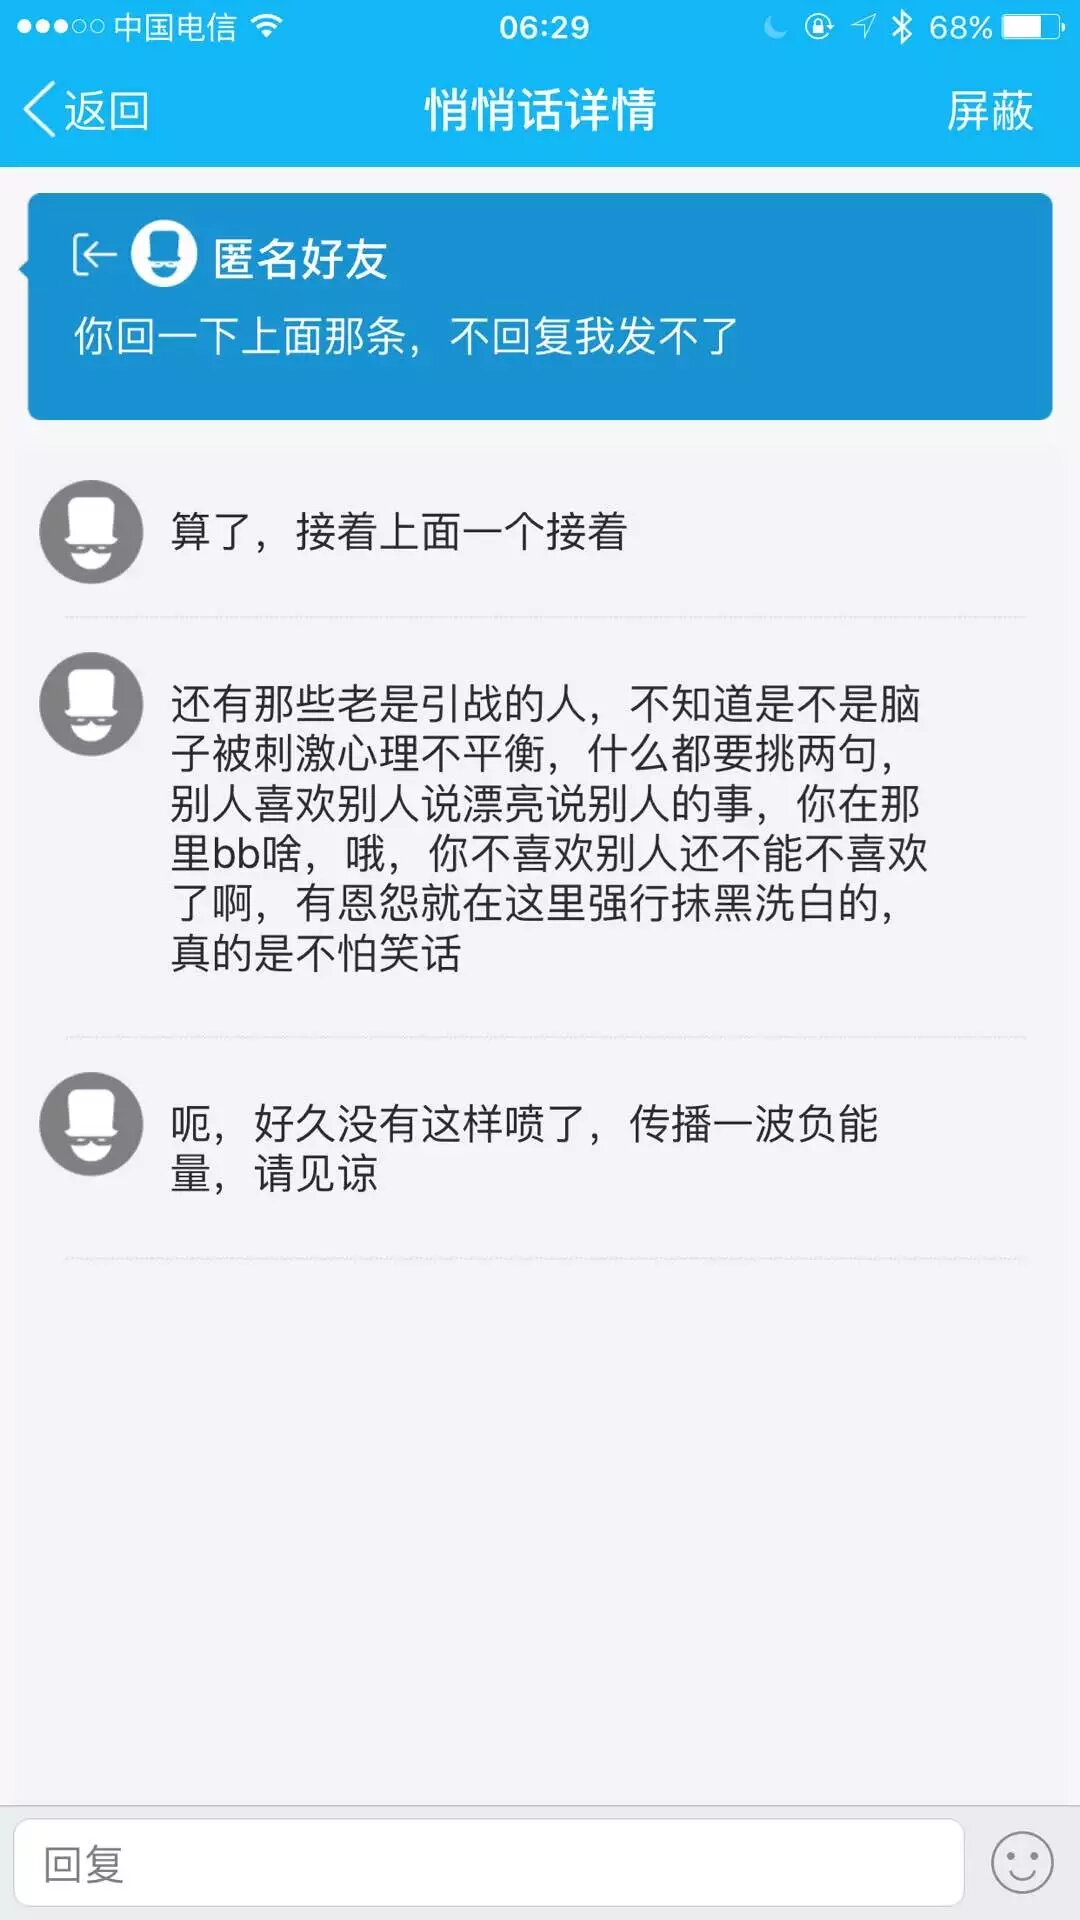 中国电信
06:29
68%
返回
悄悄话详情
屏蔽
匿名好友
你回一下上面那条，不回复我发不了
算了，接着上面一个接着
还有那些老是引战的人，不知道是不是脑
子被刺激心理不平衡，什么都要挑两句，
别人喜欢别人说漂亮说别人的事，你在那
里bb啥，哦，你不喜欢别人还不能不喜欢
了啊，有恩怨就在这里强行抹黑洗白的，
真的是不怕笑话
呃，好久没有这样喷了，传播一波负能
量，请见谅
回复